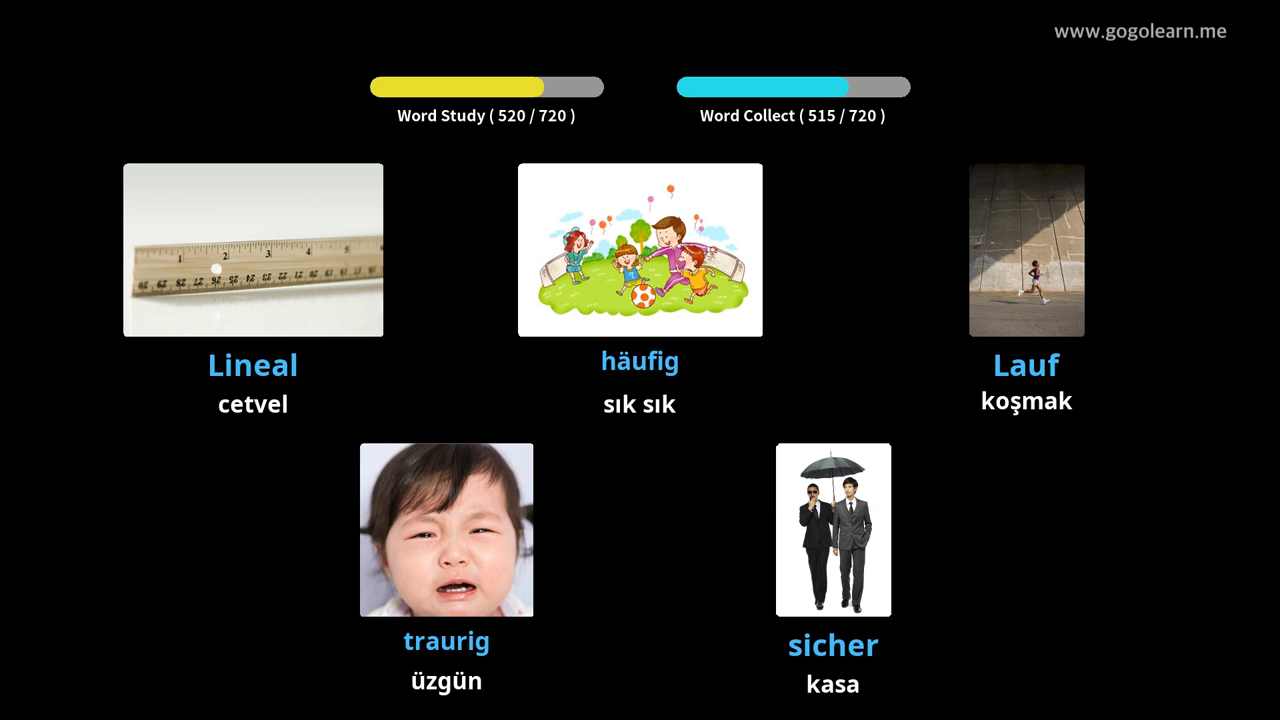 www.gogolearn.me
Word Study ( 520 / 720 )
Word Collect ( 515 / 720 )
Lineal
cetvel
häufig
sık sık
Lauf
koşmak
traurig
üzgün
sicher
kasa